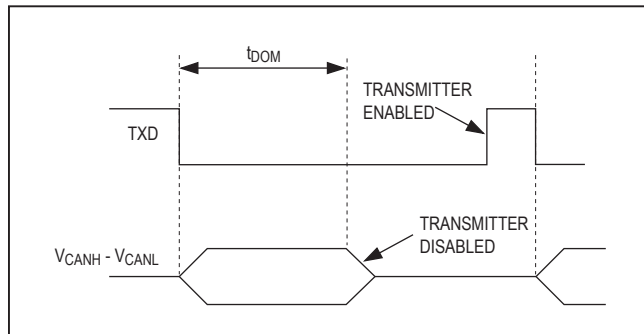 tDOM
TRANSMITTER
ENABLED
TXD
TRANSMITTER
DISABLED
VCANH - VCANL